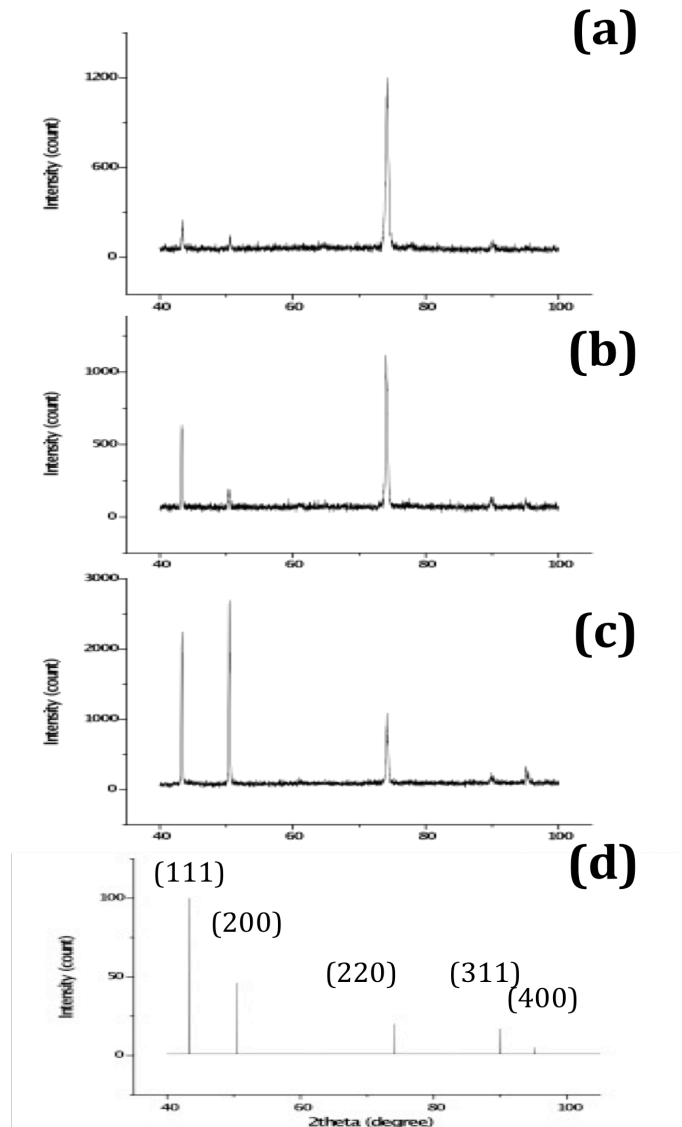 (a)
1200
600
0
Intensity (count)
40 60 80 100
(b)
1000
500
0
Intensity (count)
40 60 80 100
3000
(c)
2000
1000
0
Intensity (count)
40 60 80 100
(d)
(111)
(200)
(220) (311)
(400)
100
50
0
Intensity (count)
40 60 80 100
2theta (degree)